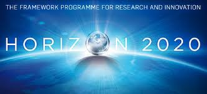 THE FRAMEWORK PROGRAMME FOR RESEARCH AND INNOVATION
HORIZON 2020